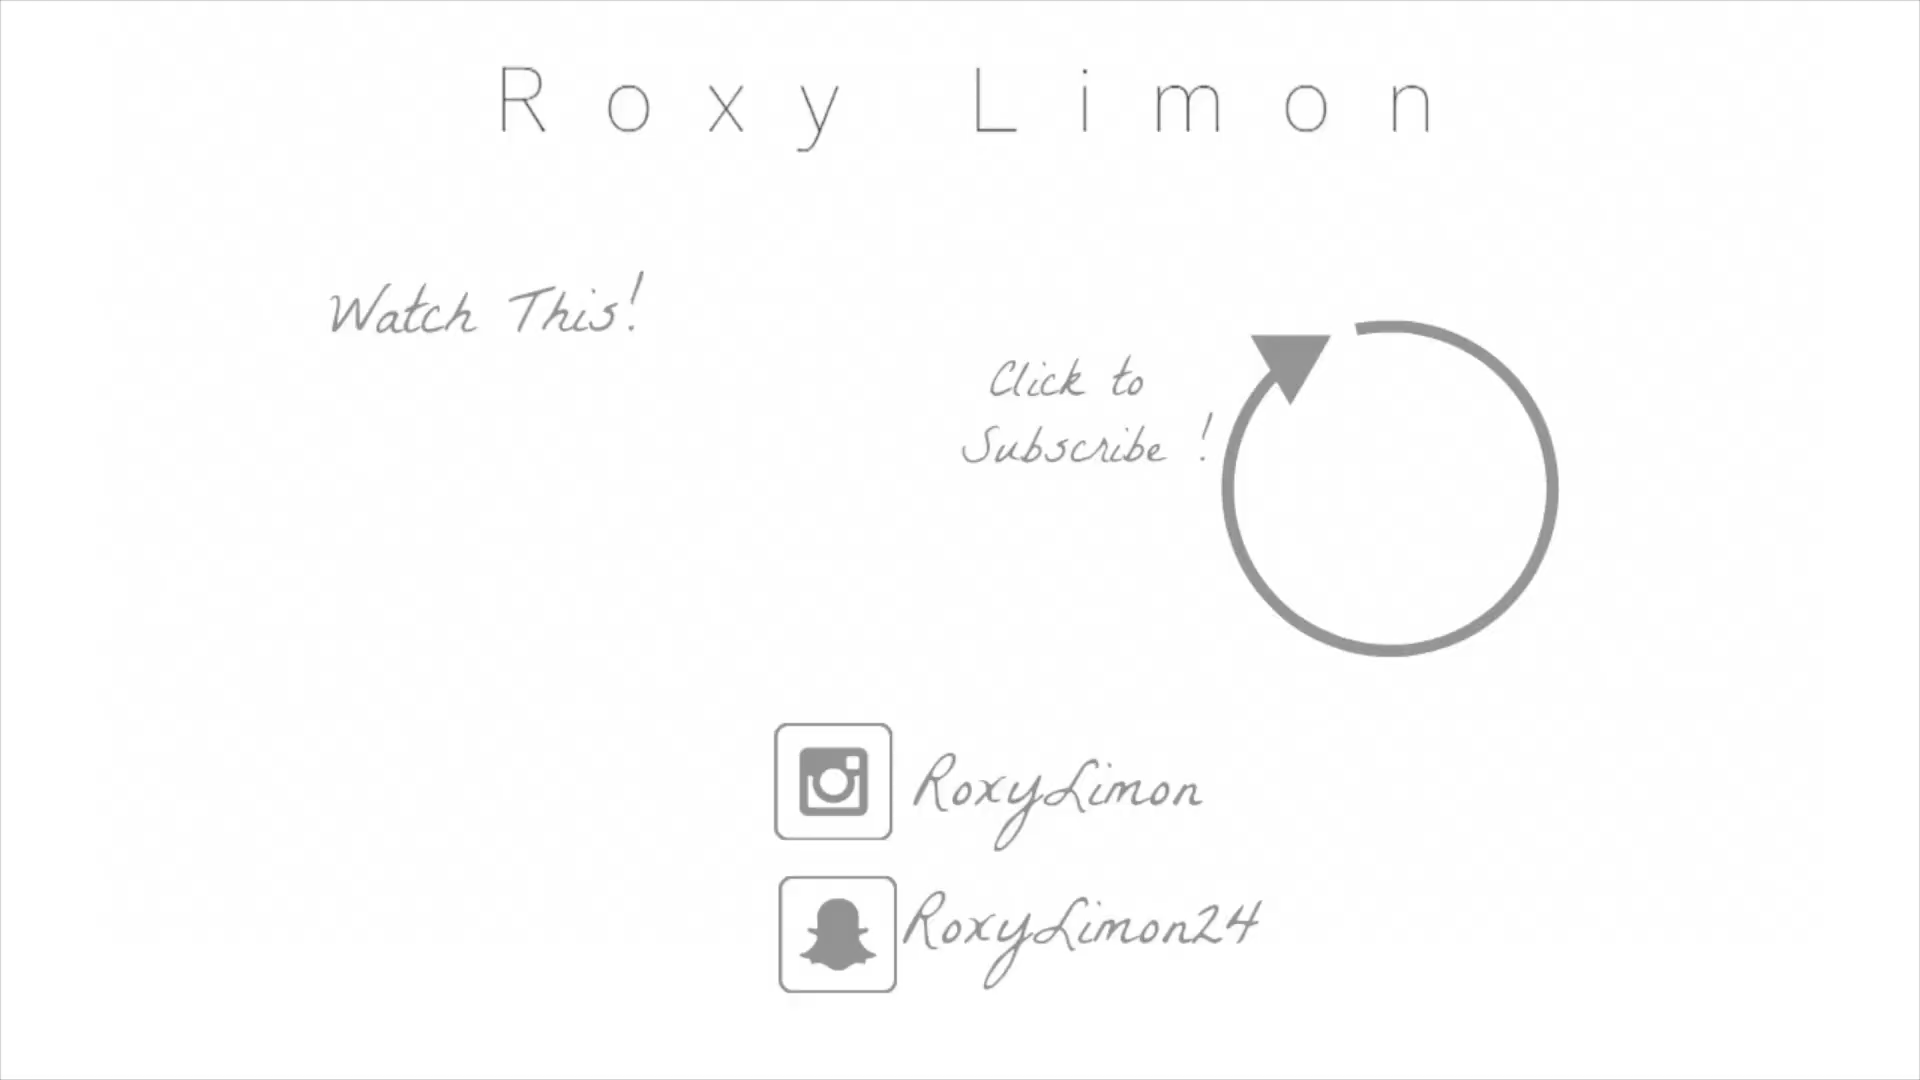 Roxy Limon
Watch This!
Click to
Subscribe !
RoxyLimon
RoxyLimon24